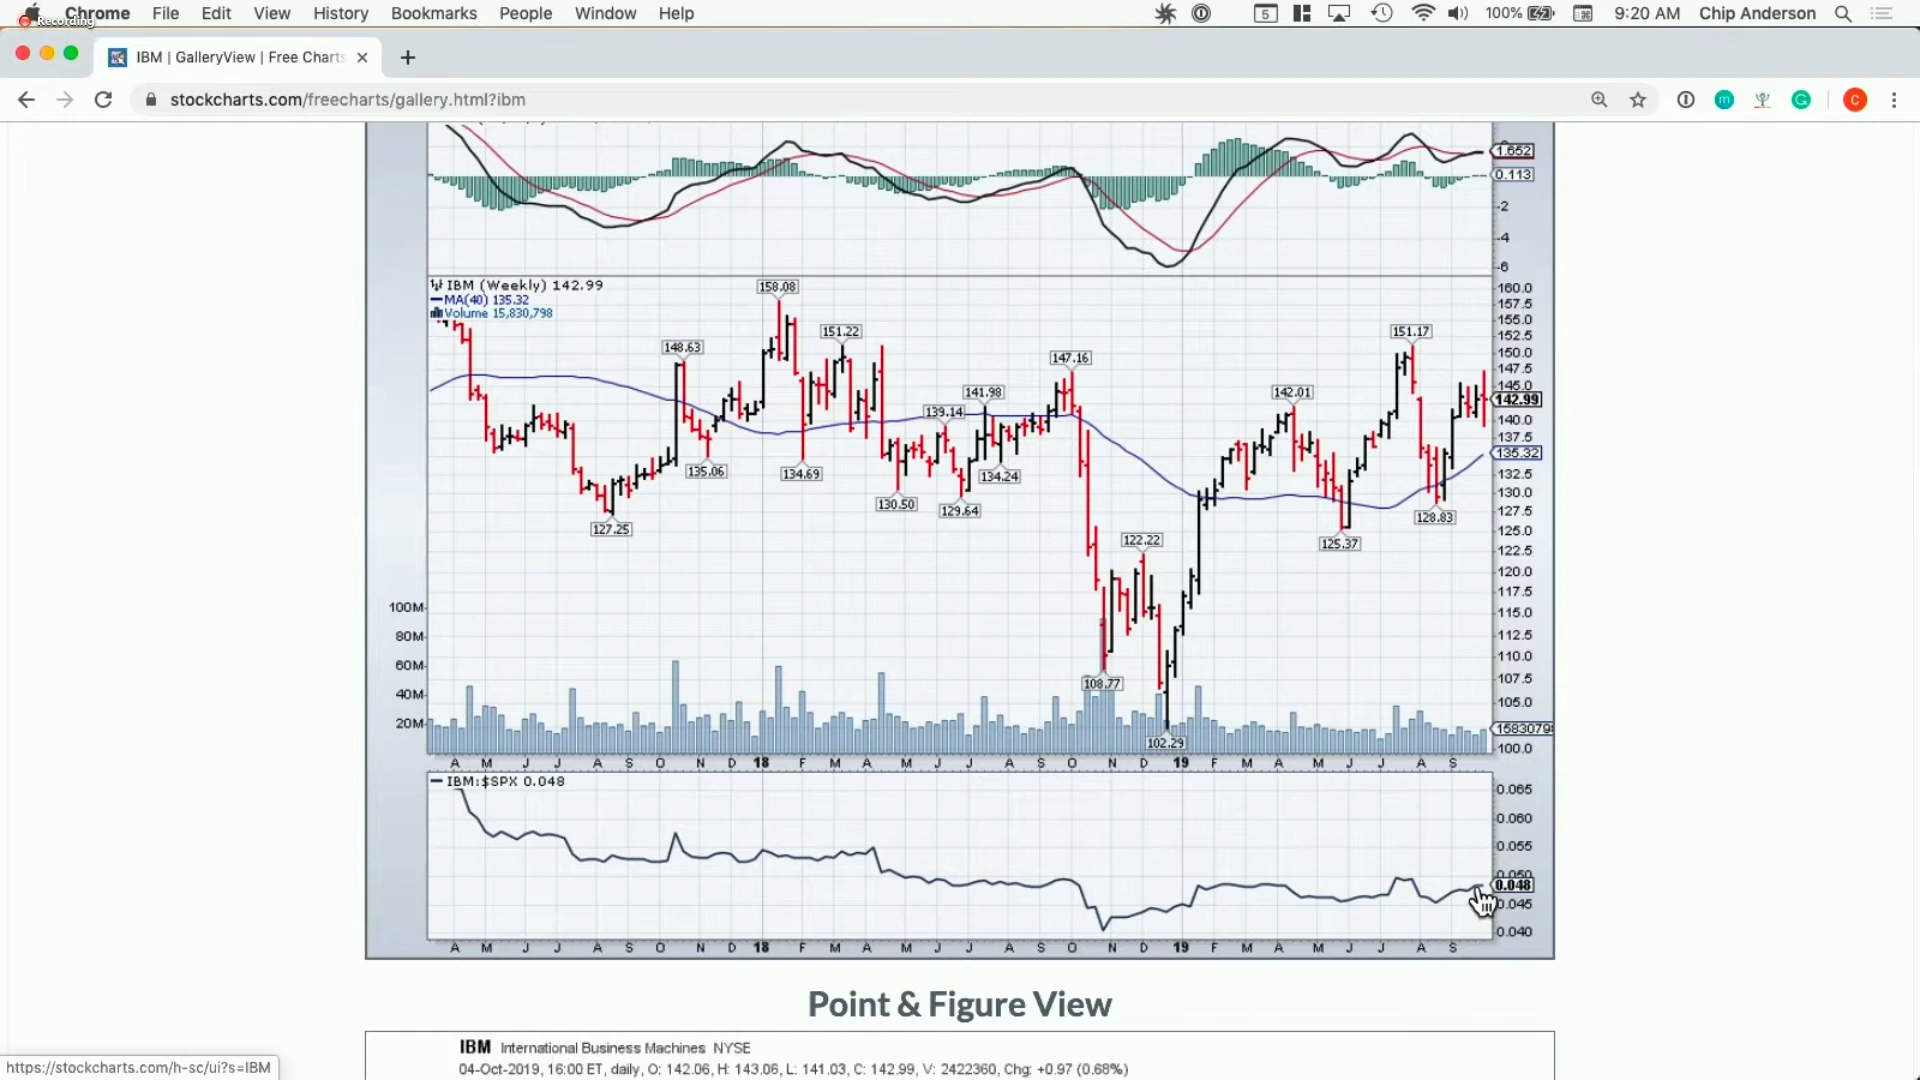 Chrome File Edit View History Bookmarks People Window Help 5 100% 9:20 AM Chip Anderson
Recording
IBM | GalleryView | Free Charts
stockcharts.com/freecharts/gallery.html?ibm
1.652
0.113
-2
-4
-6
IBM (Weekly) 142.99
MA(40) 135.32
Volume 15,830,798
158.08
151.22
148.63
151.17
147.16
141.98
142.01
139.14
135.06
134.69
134.24
130.50
129.64
127.25
128.83
125.37
122.22
108.77
102.29
160.0
157.5
155.0
152.5
150.0
147.5
145.0
142.99
140.0
137.5
135.32
132.5
130.0
127.5
125.0
122.5
120.0
117.5
115.0
112.5
110.0
107.5
105.0
15830798
100.0
100M
80M
60M
40M
20M
A M J J A S O N D 18 F M A M J J A S O N D 19 F M A M J J A S
IBM:$SPX 0.048
0.065
0.060
0.055
0.050
0.048
0.045
0.040
A M J J A S O N D 18 F M A M J J A S O N D 19 F M A M J J A S
Point & Figure View
IBM International Business Machines NYSE
04-Oct-2019, 16:00 ET, daily, O: 142.06, H: 143.06, L: 141.03, C: 142.99, V: 2422360, Chg: +0.97 (0.68%)
https://stockcharts.com/h-sc/ui?s=IBM